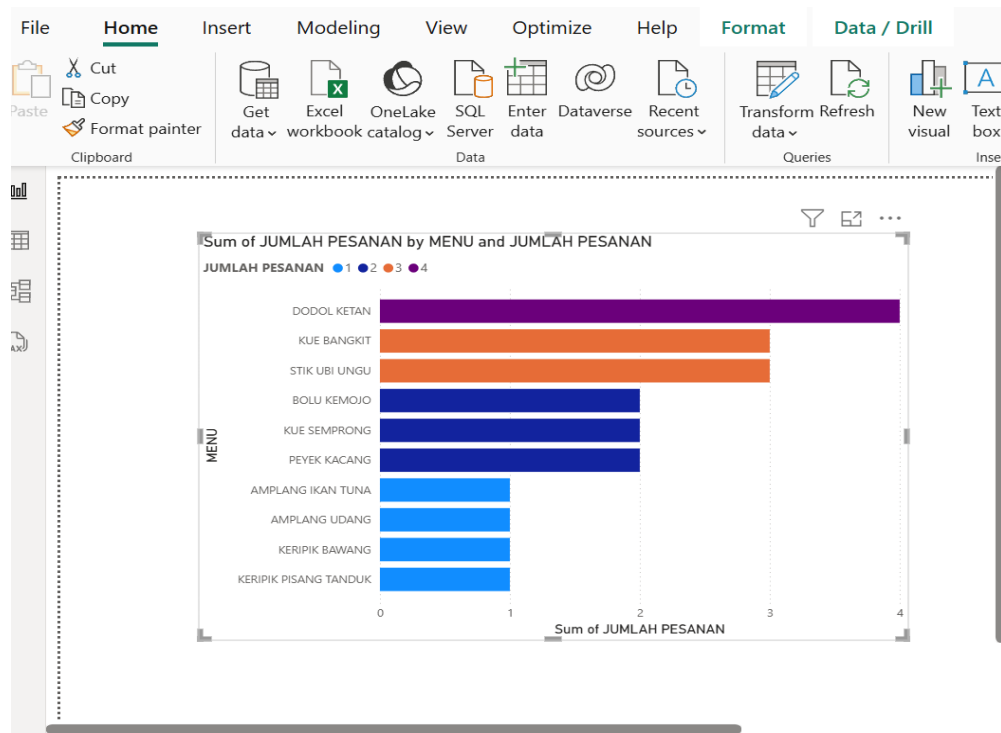 File Home Insert Modeling View Optimize Help Format Data / Drill
Paste
Cut
Copy
Format painter
Clipboard
Get data
Excel workbook
OneLake catalog
SQL Server
Enter data
Dataverse
Recent sources
Data
Transform data
Refresh
Queries
New visual
Text box
Inse
Sum of JUMLAH PESANAN by MENU and JUMLAH PESANAN
JUMLAH PESANAN 1 2 3 4
MENU
DODOL KETAN
KUE BANGKIT
STIK UBI UNGU
BOLU KEMOJO
KUE SEMPRONG
PEYEK KACANG
AMPLANG IKAN TUNA
AMPLANG UDANG
KERIPIK BAWANG
KERIPIK PISANG TANDUK
0 1 2 3 4
Sum of JUMLAH PESANAN